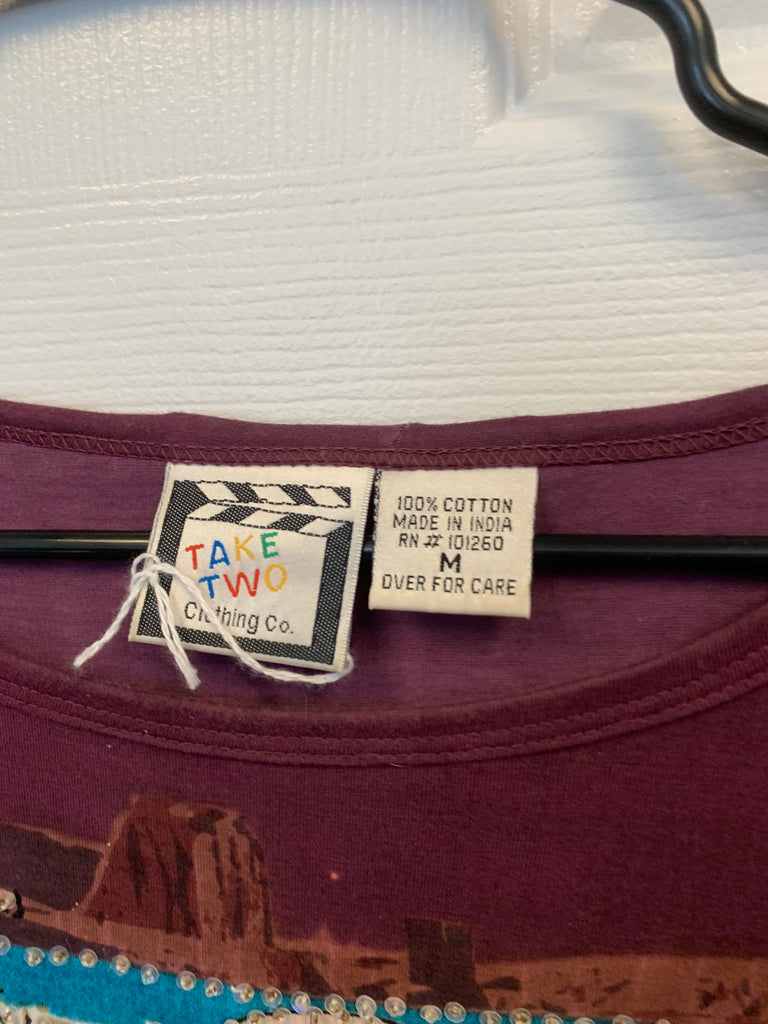 TAKE
TWO
Clothing Co.
100% COTTON
MADE IN INDIA
RN # 101260
M
OVER FOR CARE